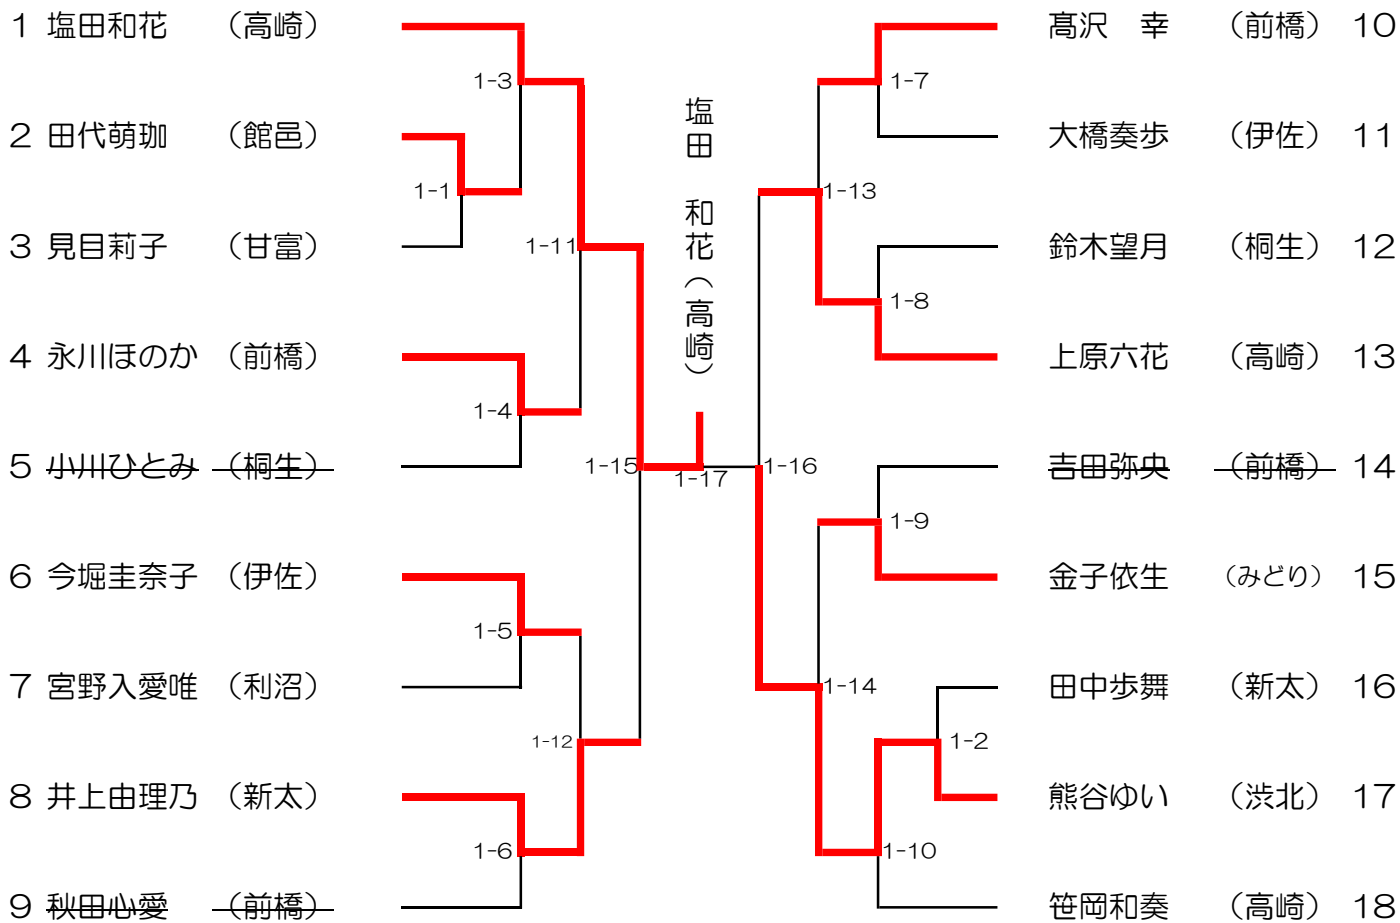 1 塩田和花 （高崎）
1-3
2 田代萌珈 （館邑）
1-1
3 見目莉子 （甘富）
1-11
4 永川ほのか （前橋）
1-4
5 小川ひとみ （桐生）
1-15
6 今堀圭奈子 （伊佐）
1-5
7 宮野入愛唯 （利沼）
1-12
8 井上由理乃 （新太）
1-6
9 秋田心愛 （前橋）
塩田 和花（高崎）
1-17
髙沢 幸 （前橋） 10
1-7
大橋奏歩 （伊佐） 11
1-13
鈴木望月 （桐生） 12
1-8
上原六花 （高崎） 13
1-16
吉田弥央 （前橋） 14
1-9
金子依生 （みどり） 15
1-14
田中歩舞 （新太） 16
1-2
熊谷ゆい （渋北） 17
1-10
笹岡和奏 （高崎） 18